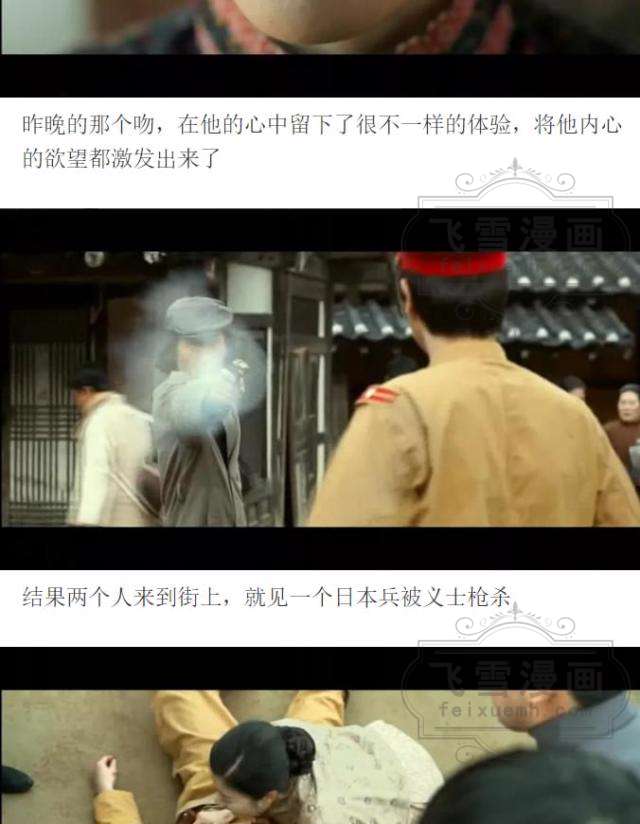 昨晚的那个吻，在他的心中留下了很不一样的体验，将他内心
的欲望都激发出来了
飞雪漫画
feixuemh.com
结果两个人来到街上，就见一个日本兵被义士枪杀
飞雪漫画
feixuemh.com